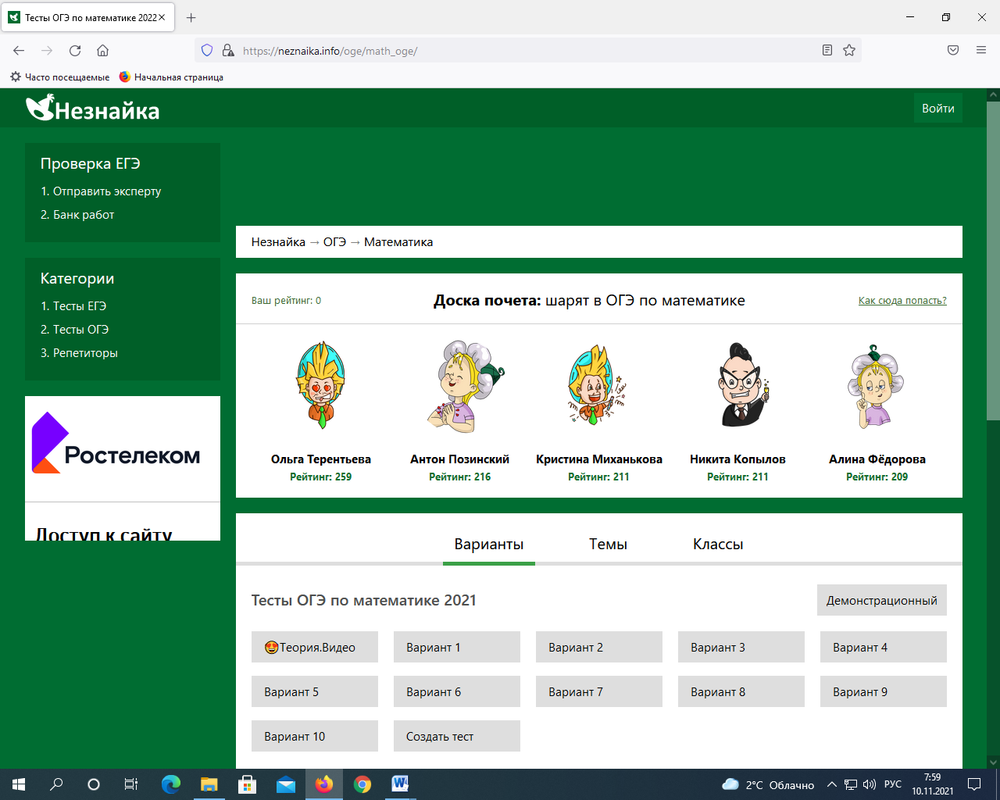 Тесты ОГЭ по математике 2022
https://neznaika.info/oge/math_oge/
Часто посещаемые Начальная страница
Незнайка
Войти
Проверка ЕГЭ
1. Отправить эксперту
2. Банк работ
Категории
1. Тесты ЕГЭ
2. Тесты ОГЭ
3. Репетиторы
Ростелеком
Доступ к сайту
Незнайка → ОГЭ → Математика
Ваш рейтинг: 0 Доска почета: шарят в ОГЭ по математике Как сюда попасть?
Ольга Терентьева Антон Позинский Кристина Миханькова Никита Копылов Алина Фёдорова
Рейтинг: 259 Рейтинг: 216 Рейтинг: 211 Рейтинг: 211 Рейтинг: 209
Варианты Темы Классы
Тесты ОГЭ по математике 2021 Демонстрационный
Теория.Видео Вариант 1 Вариант 2 Вариант 3 Вариант 4
Вариант 5 Вариант 6 Вариант 7 Вариант 8 Вариант 9
Вариант 10 Создать тест
2°C Облачно РУС 7:59
10.11.2021